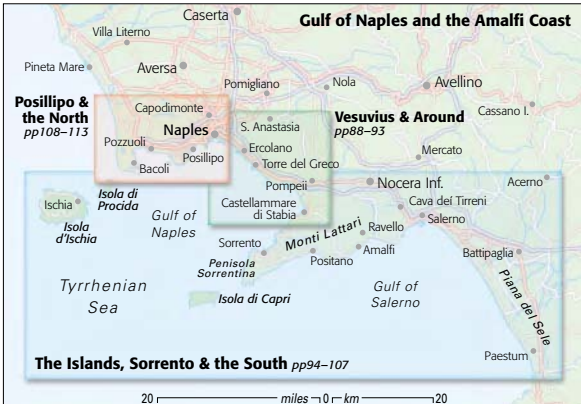 Gulf of Naples and the Amalfi Coast
Caserta
Villa Literno
Pineta Mare
Aversa
Pomigliano
Nola
Avellino
Cassano I.
Posillipo &
the North
pp108–113
Capodimonte
Naples
Pozzuoli
Posillipo
Bacoli
S. Anastasia
Ercolano
Torre del Greco
Pompeii
Castellammare
di Stabia
Vesuvius & Around
pp88–93
Mercato
Nocera Inf.
Acerno
Cava dei Tirreni
Salerno
Ischia
Isola di
Procida
Isola
d'Ischia
Gulf of
Naples
Sorrento
Monti Lattari
Ravello
Amalfi
Positano
Battipaglia
Penisola
Sorrentina
Isola di Capri
Tyrrhenian
Sea
Gulf of
Salerno
Piana del Sele
Paestum
The Islands, Sorrento & the South pp94–107
20 miles 0 km 20